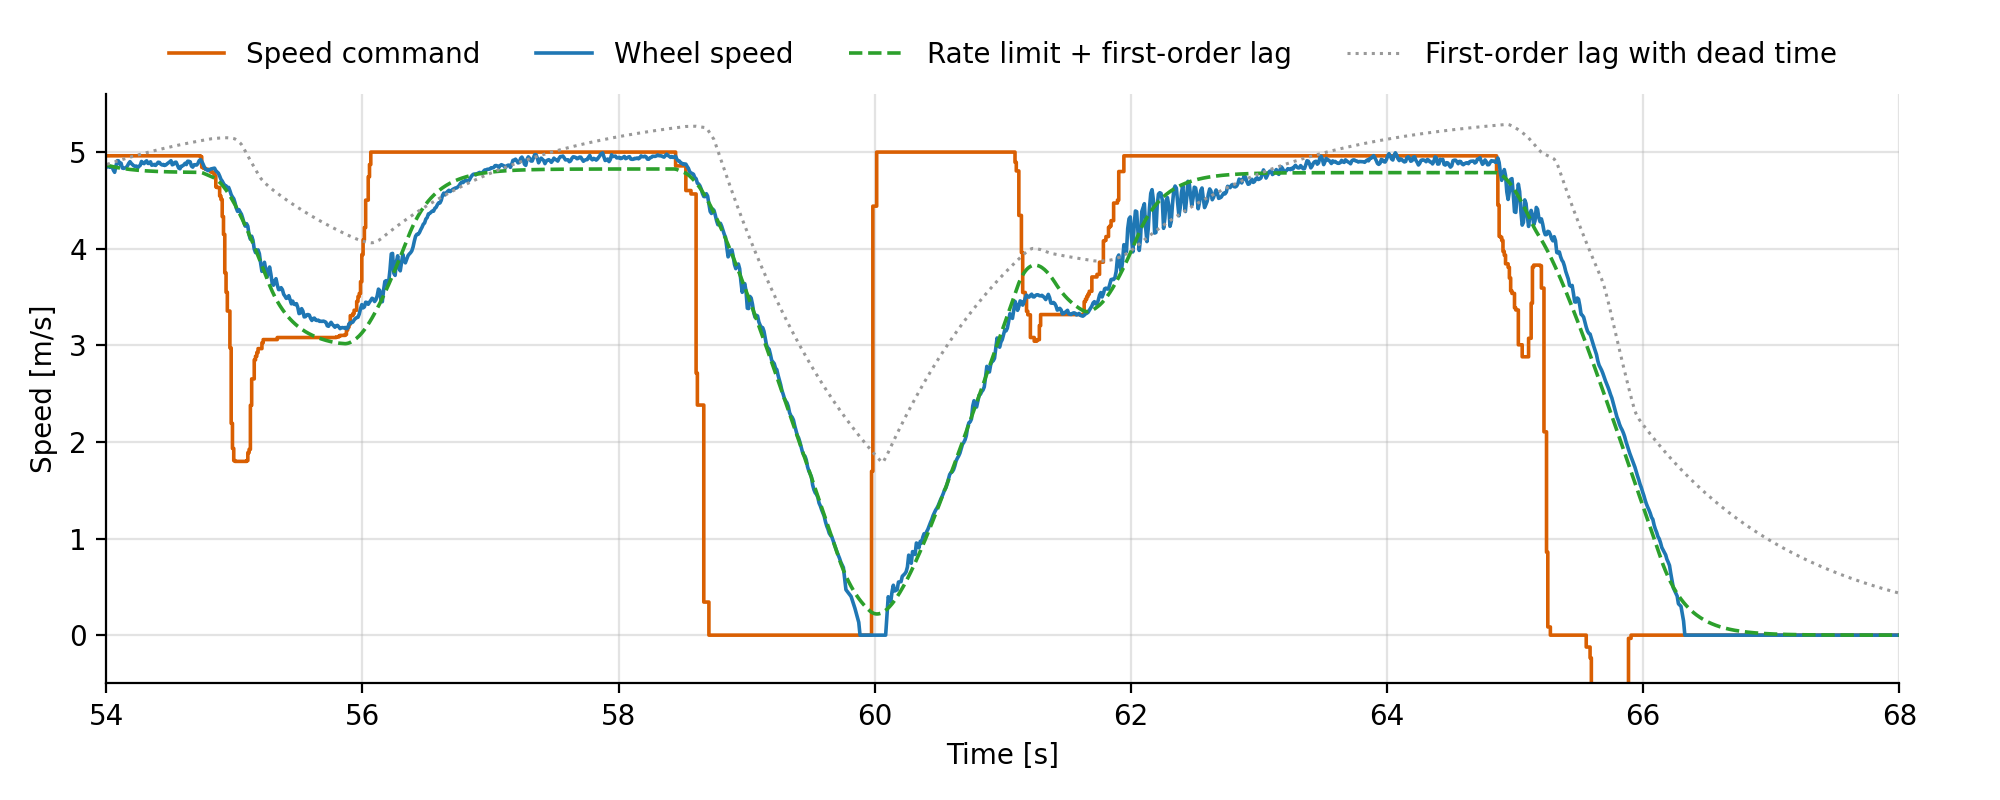 Speed command Wheel speed Rate limit + first-order lag First-order lag with dead time
Speed [m/s]
5
4
3
2
1
0
54 56 58 60 62 64 66 68
Time [s]